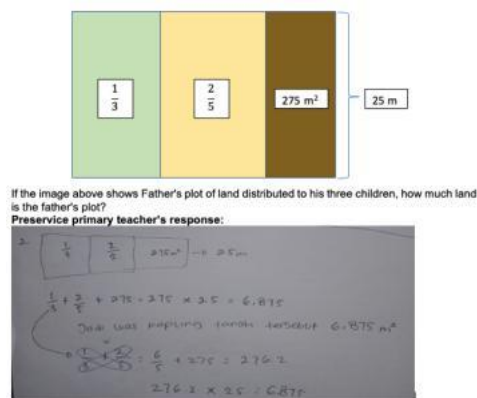 1/3
2/5
275 m²
25 m
If the image above shows Father's plot of land distributed to his three children, how much land
is the father's plot?
Preservice primary teacher's response:
2.
1/3 2/5 275m² → 25m
1/3 + 2/5 + 275 = 275 × 25 = 6.875
Jadi luas tanah tersebut 6.875 m²
1/3 + 2/5 = 6/5 + 275 = 276 2
276 2 × 25 = 6875